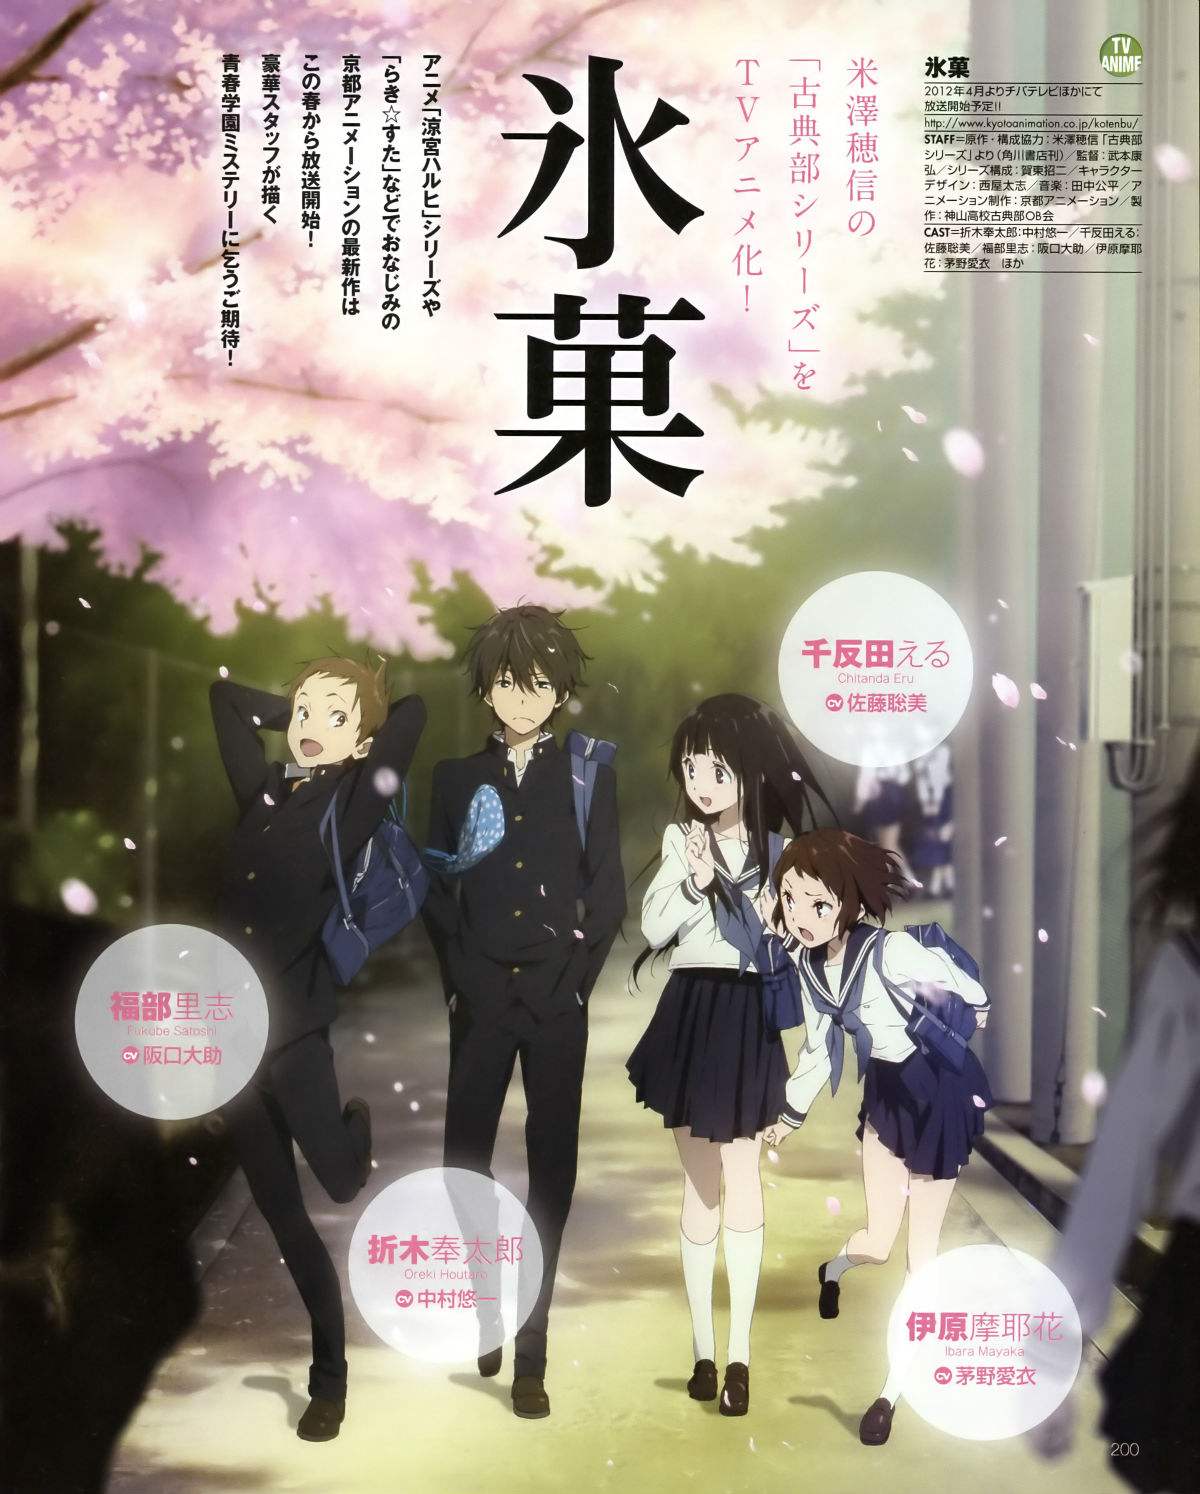 TV
ANIME
氷菓
2012年4月よりチバテレビほかにて
放送開始予定!!
http://www.kyotoanimation.co.jp/kotenbu/
STAFF=原作・構成協力：米澤穂信「古典部
シリーズ」より（角川書店刊）／監督：武本康
弘／シリーズ構成：賀東招二／キャラクター
デザイン：西屋太志／音楽：田中公平／ア
ニメーション制作：京都アニメーション／製
作：神山高校古典部OB会
CAST=折木奉太郎：中村悠一／千反田える：
佐藤聡美／福部里志：阪口大助／伊原摩耶
花：茅野愛衣　ほか
米澤穂信の
「古典部シリーズ」を
TVアニメ化！
氷菓
アニメ「涼宮ハルヒ」シリーズや
「らき☆すた」などでおなじみの
京都アニメーションの最新作は
この春から放送開始！
豪華スタッフが描く
青春学園ミステリーに乞うご期待！
千反田える
Chitanda Eru
CV 佐藤聡美
福部里志
Fukube Satoshi
CV 阪口大助
折木奉太郎
Oreki Houtaro
CV 中村悠一
伊原摩耶花
Ibara Mayaka
CV 茅野愛衣
200